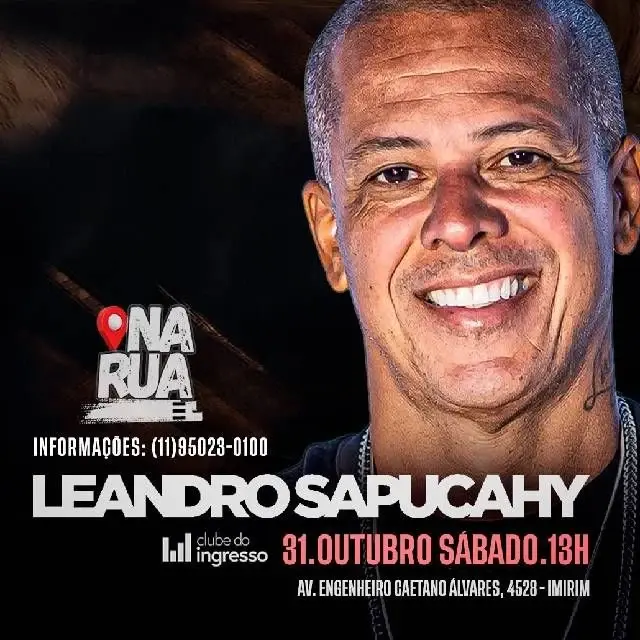 NA
RUA
INFORMAÇÕES: (11)95023-0100
LEANDRO SAPUCAHY
clube do
ingresso
31.OUTUBRO SÁBADO.13H
AV. ENGENHEIRO CAETANO ÁLVARES, 4528 - IMIRIM